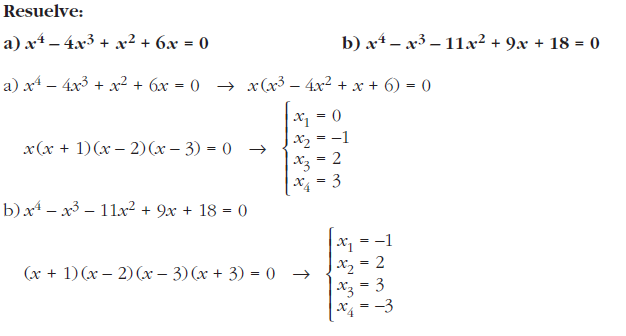 Resuelve:
a) x⁴ – 4x³ + x² + 6x = 0 b) x⁴ – x³ – 11x² + 9x + 18 = 0
a) x⁴ – 4x³ + x² + 6x = 0 → x(x³ – 4x² + x + 6) = 0
x₁ = 0
x₂ = –1
x(x + 1)(x – 2)(x – 3) = 0 →
x₃ = 2
x₄ = 3
b) x⁴ – x³ – 11x² + 9x + 18 = 0
x₁ = –1
x₂ = 2
(x + 1)(x – 2)(x – 3)(x + 3) = 0 →
x₃ = 3
x₄ = –3